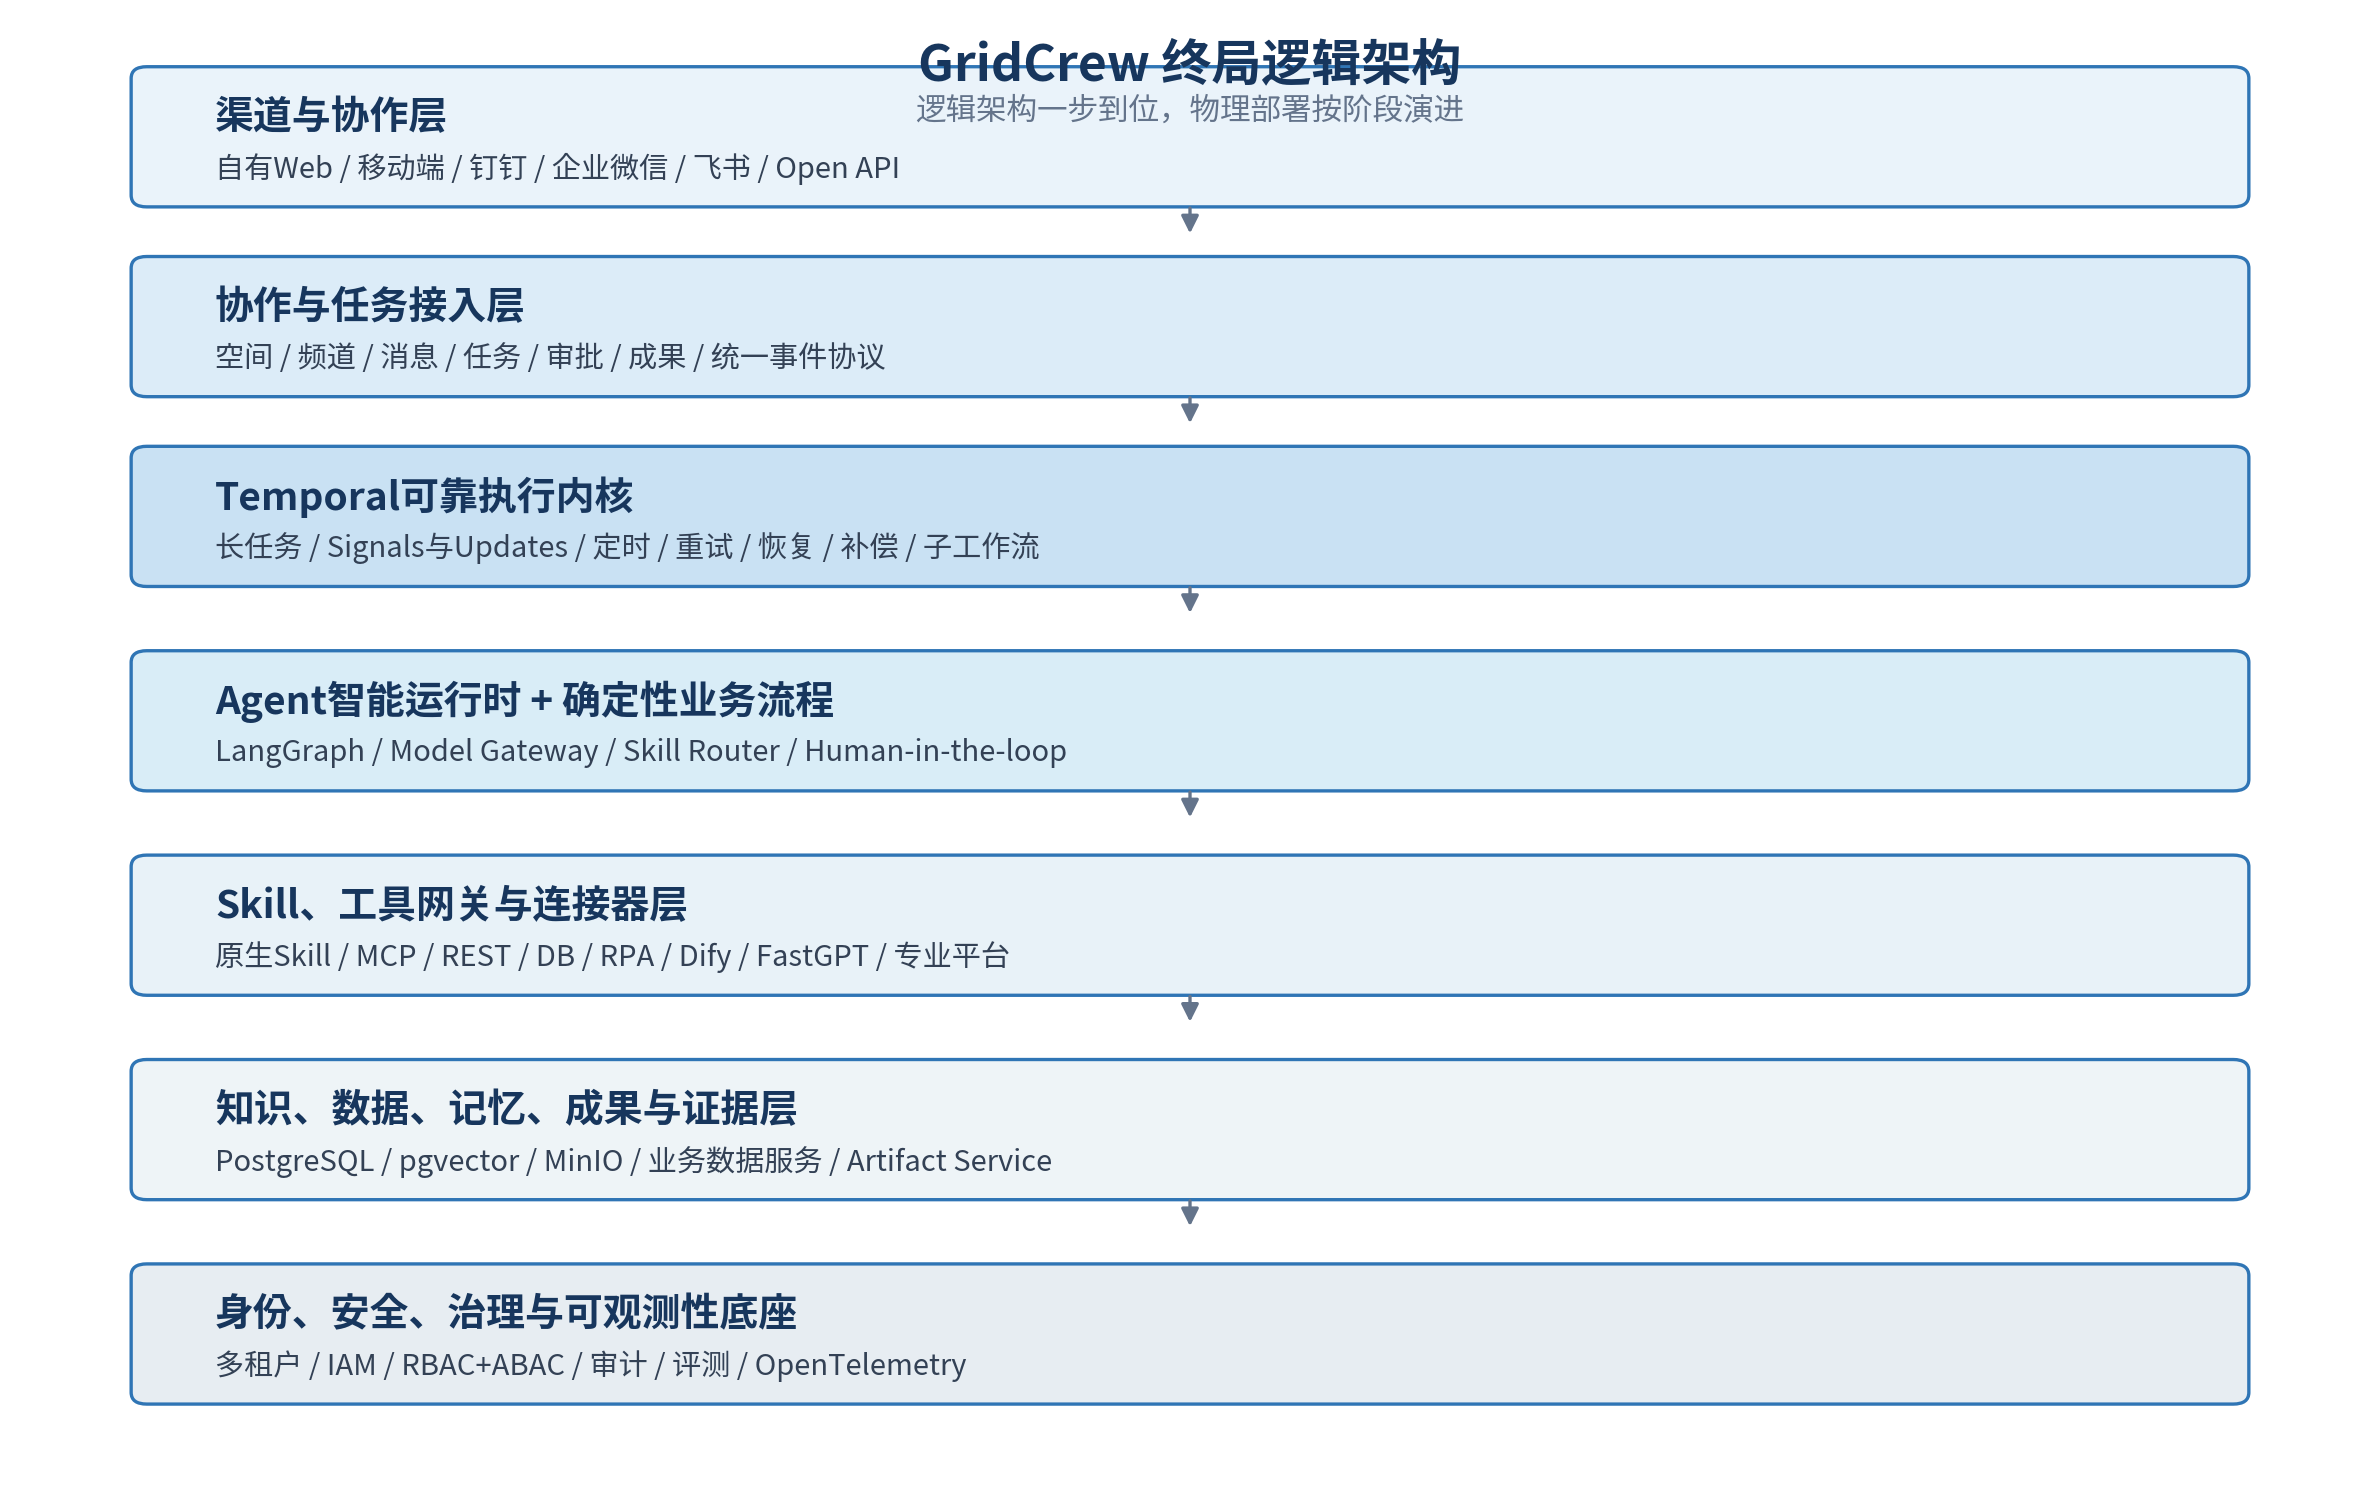 GridCrew 终局逻辑架构
逻辑架构一步到位，物理部署按阶段演进
渠道与协作层
自有Web / 移动端 / 钉钉 / 企业微信 / 飞书 / Open API
协作与任务接入层
空间 / 频道 / 消息 / 任务 / 审批 / 成果 / 统一事件协议
Temporal可靠执行内核
长任务 / Signals与Updates / 定时 / 重试 / 恢复 / 补偿 / 子工作流
Agent智能运行时 + 确定性业务流程
LangGraph / Model Gateway / Skill Router / Human-in-the-loop
Skill、工具网关与连接器层
原生Skill / MCP / REST / DB / RPA / Dify / FastGPT / 专业平台
知识、数据、记忆、成果与证据层
PostgreSQL / pgvector / MinIO / 业务数据服务 / Artifact Service
身份、安全、治理与可观测性底座
多租户 / IAM / RBAC+ABAC / 审计 / 评测 / OpenTelemetry